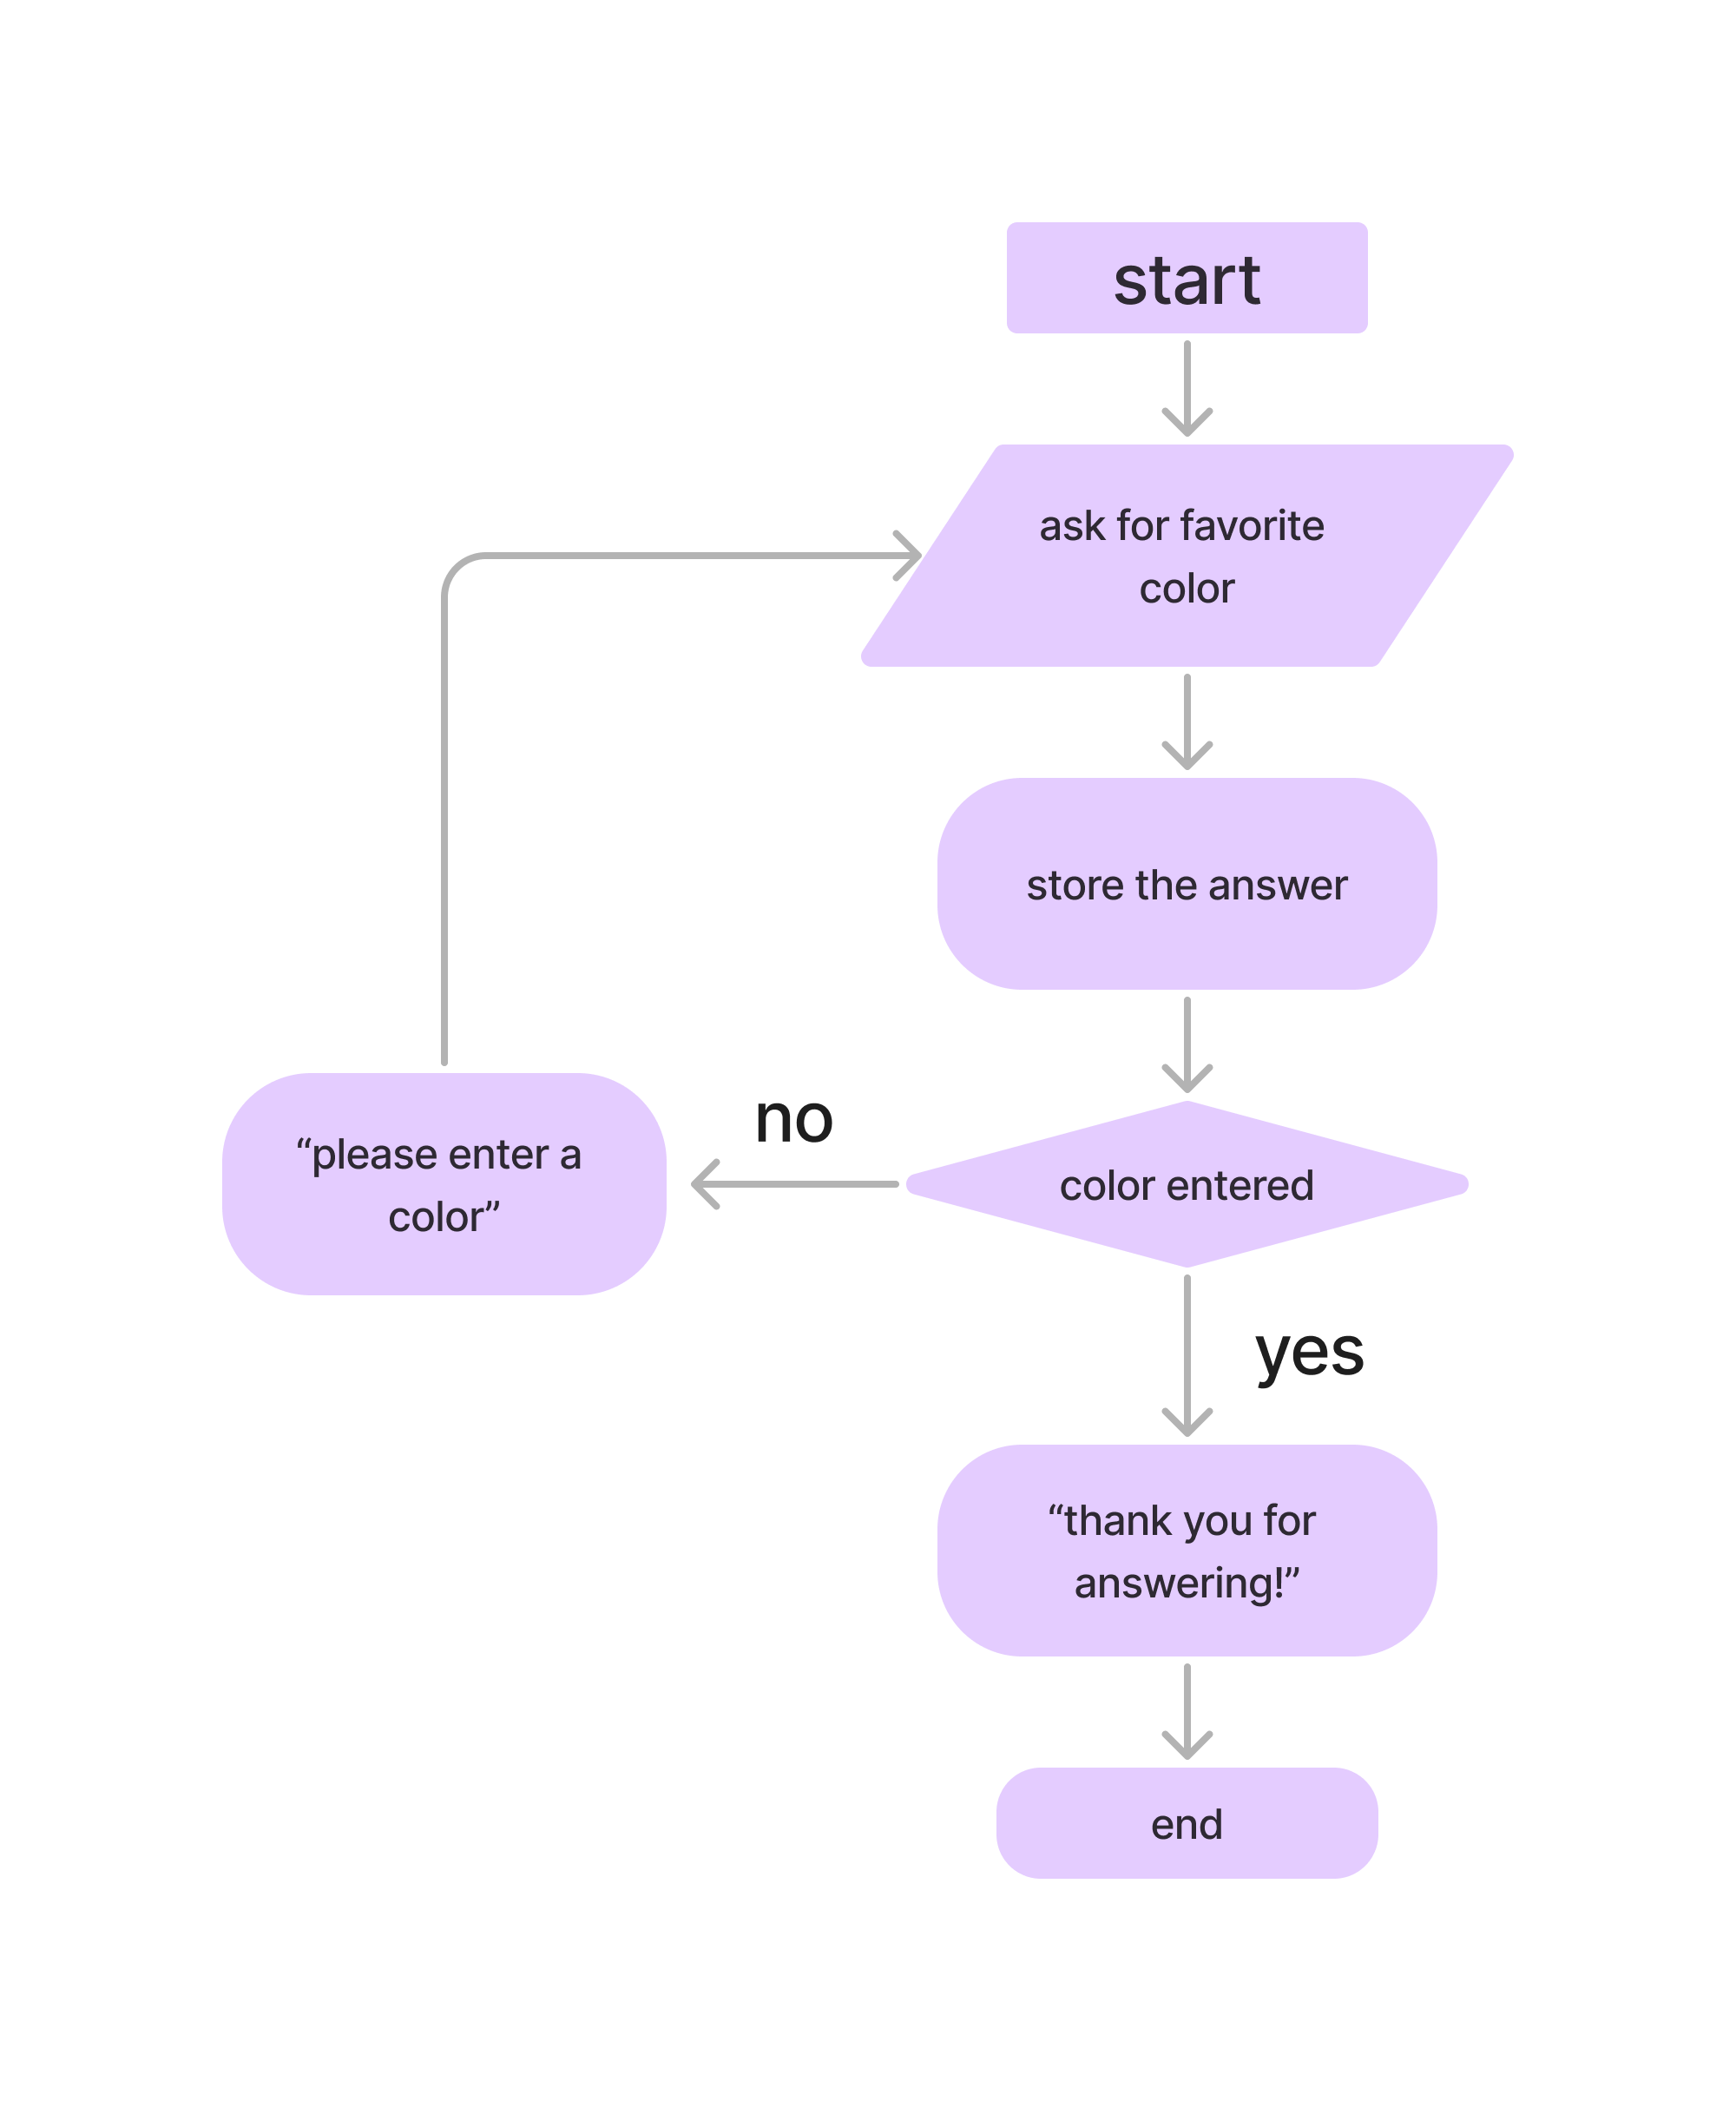 start
ask for favorite
color
store the answer
color entered
no
“please enter a
color”
yes
“thank you for
answering!”
end